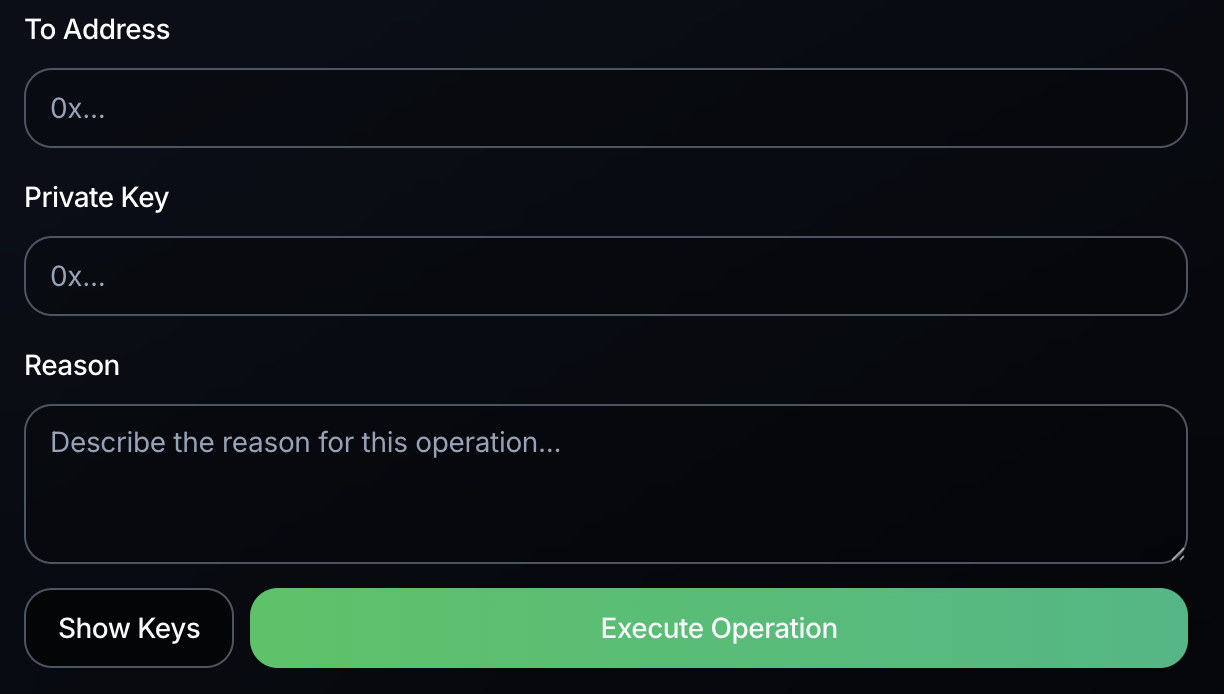 To Address
0x...
Private Key
0x...
Reason
Describe the reason for this operation...
Show Keys
Execute Operation